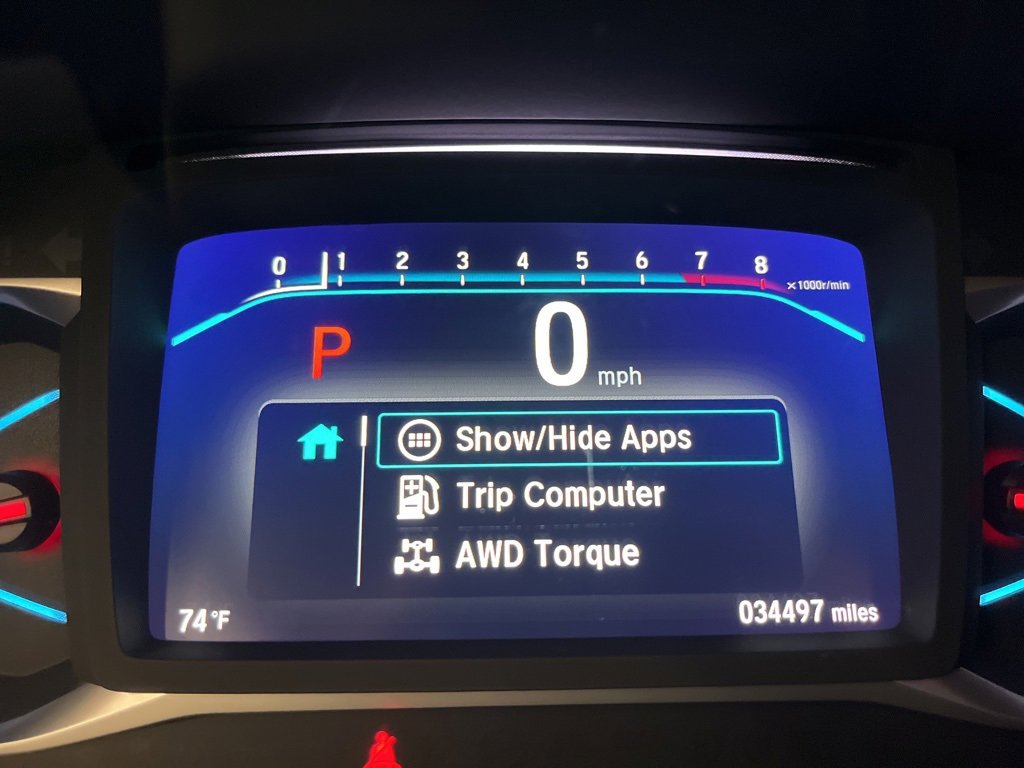 0 1 2 3 4 5 6 7 8 ×1000r/min
P 0 mph
Show/Hide Apps
Trip Computer
AWD Torque
74°F 034497 miles